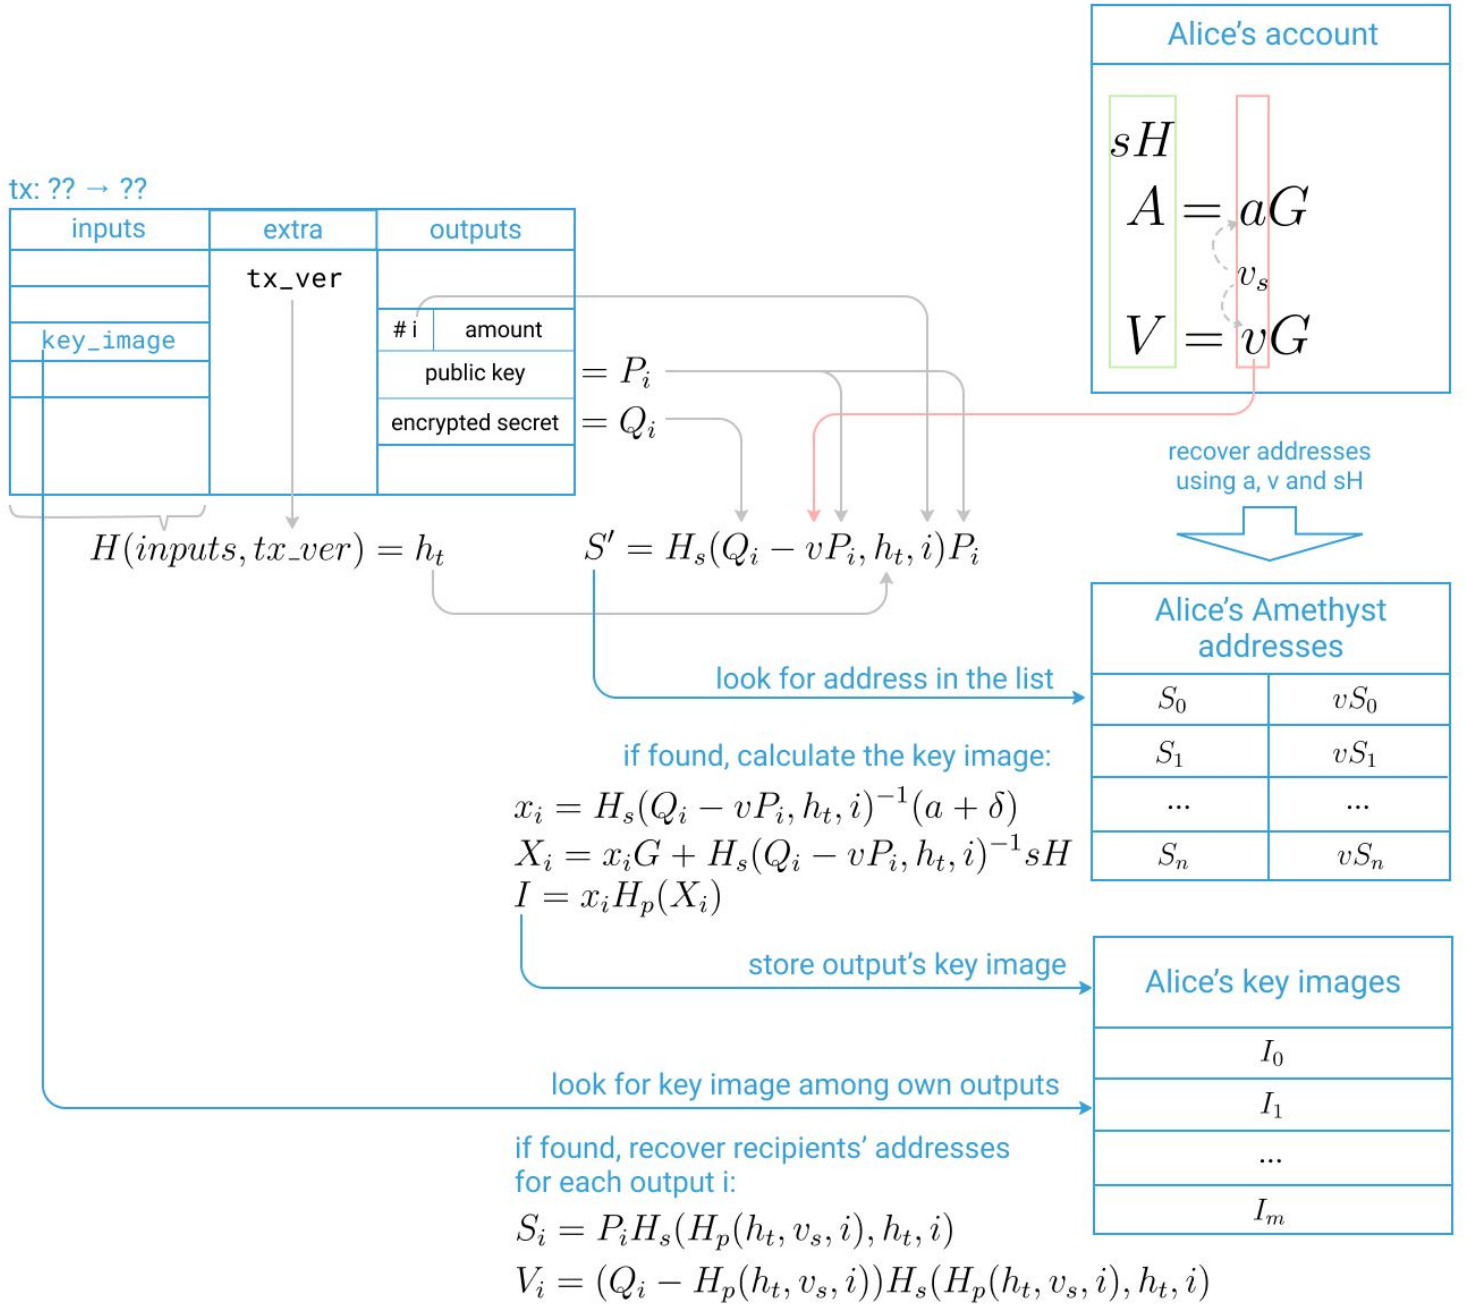 Alice's account
sH
A = aG
v_s
V = vG
tx: ?? → ??
inputs extra outputs
tx_ver
key_image
# i amount
public key = P_i
encrypted secret = Q_i
H(inputs, tx_ver) = h_t
S′ = H_s(Q_i − vP_i, h_t, i)P_i
recover addresses
using a, v and sH
Alice's Amethyst
addresses
S_0 vS_0
S_1 vS_1
... ...
S_n vS_n
look for address in the list
if found, calculate the key image:
x_i = H_s(Q_i − vP_i, h_t, i)^{−1}(a + δ)
X_i = x_iG + H_s(Q_i − vP_i, h_t, i)^{−1}sH
I = x_iH_p(X_i)
store output's key image
Alice's key images
I_0
I_1
...
I_m
look for key image among own outputs
if found, recover recipients' addresses
for each output i:
S_i = P_iH_s(H_p(h_t, v_s, i), h_t, i)
V_i = (Q_i − H_p(h_t, v_s, i))H_s(H_p(h_t, v_s, i), h_t, i)